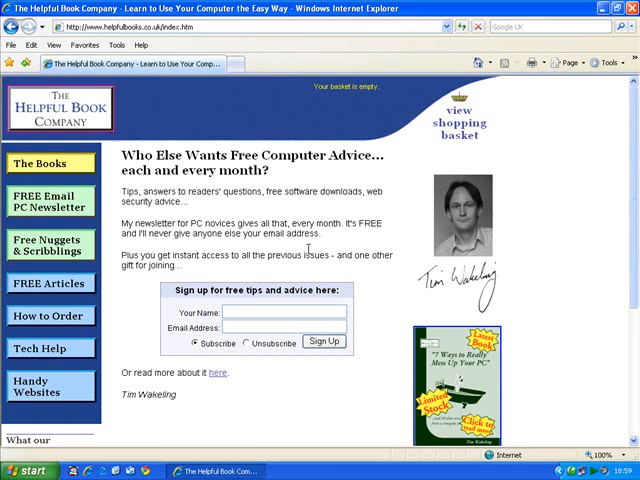 The Helpful Book Company - Learn to Use Your Computer the Easy Way - Windows Internet Explorer
http://www.helpfulbooks.co.uk/index.htm
Google
File Edit View Favorites Tools Help
The Helpful Book Company - Learn to Use Your Comp...
Page Tools
THE
HELPFUL BOOK
COMPANY
Your basket is empty.
view
shopping
basket
The Books
FREE Email
PC Newsletter
Free Nuggets
& Scribblings
FREE Articles
How to Order
Tech Help
Handy
Websites
What our
Who Else Wants Free Computer Advice...
each and every month?
Tips, answers to readers' questions, free software downloads, web
security advice...
My newsletter for PC novices gives all that, every month. It's FREE
and I'll never give anyone else your email address.
Plus you get instant access to all the previous issues - and one other
gift for joining...
Sign up for free tips and advice here:
Your Name:
Email Address:
Subscribe Unsubscribe Sign Up
Or read more about it here.
Tim Wakeling
Tim Wakeling
Latest
Book
"7 Ways to Really
Mess Up Your PC"
Limited
Stock
Click to
read more
Tim Wakeling
Internet 100%
start
The Helpful Book Com...
18:59